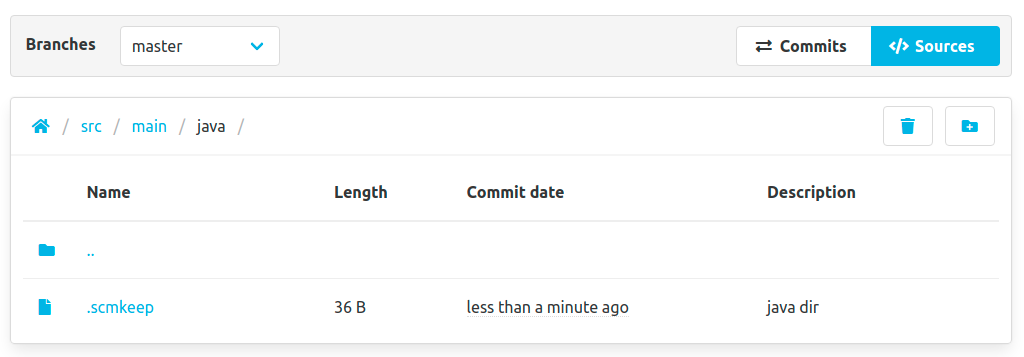 Branches master Commits </> Sources
/ src / main / java /
Name Length Commit date Description
..
.scmkeep 36 B less than a minute ago java dir